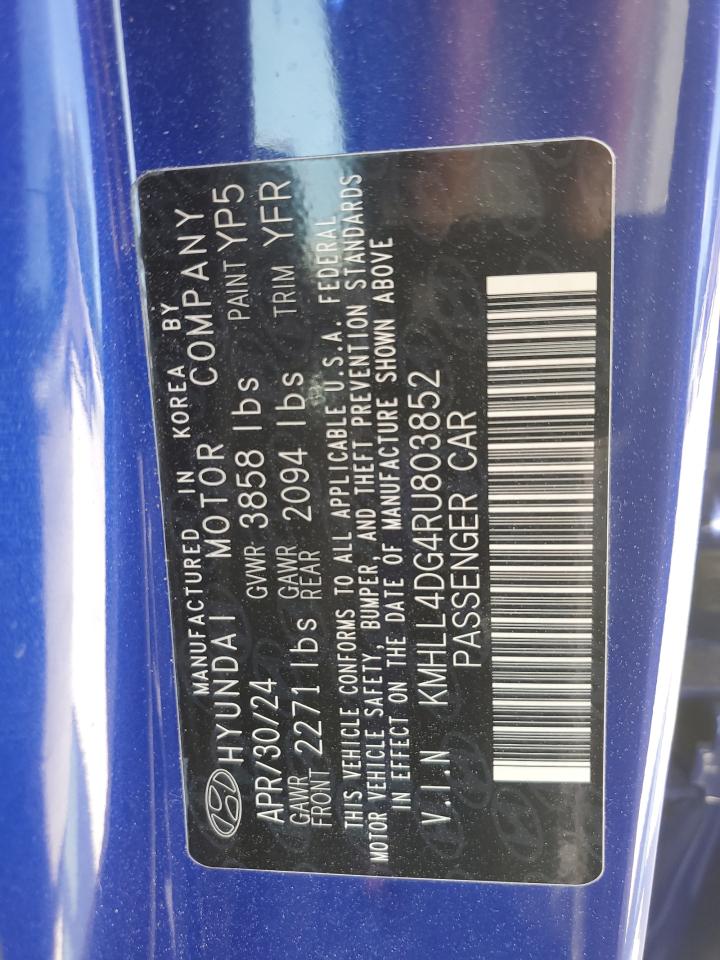 MANUFACTURED IN KOREA BY
HYUNDAI MOTOR COMPANY
APR/30/24 GVWR 3858 lbs PAINT YP5
GAWR FRONT 2271 lbs GAWR REAR 2094 lbs TRIM YFR
THIS VEHICLE CONFORMS TO ALL APPLICABLE U.S.A. FEDERAL
MOTOR VEHICLE SAFETY, BUMPER, AND THEFT PREVENTION STANDARDS
IN EFFECT ON THE DATE OF MANUFACTURE SHOWN ABOVE
V.I.N KMHLL4DG4RU803852
PASSENGER CAR